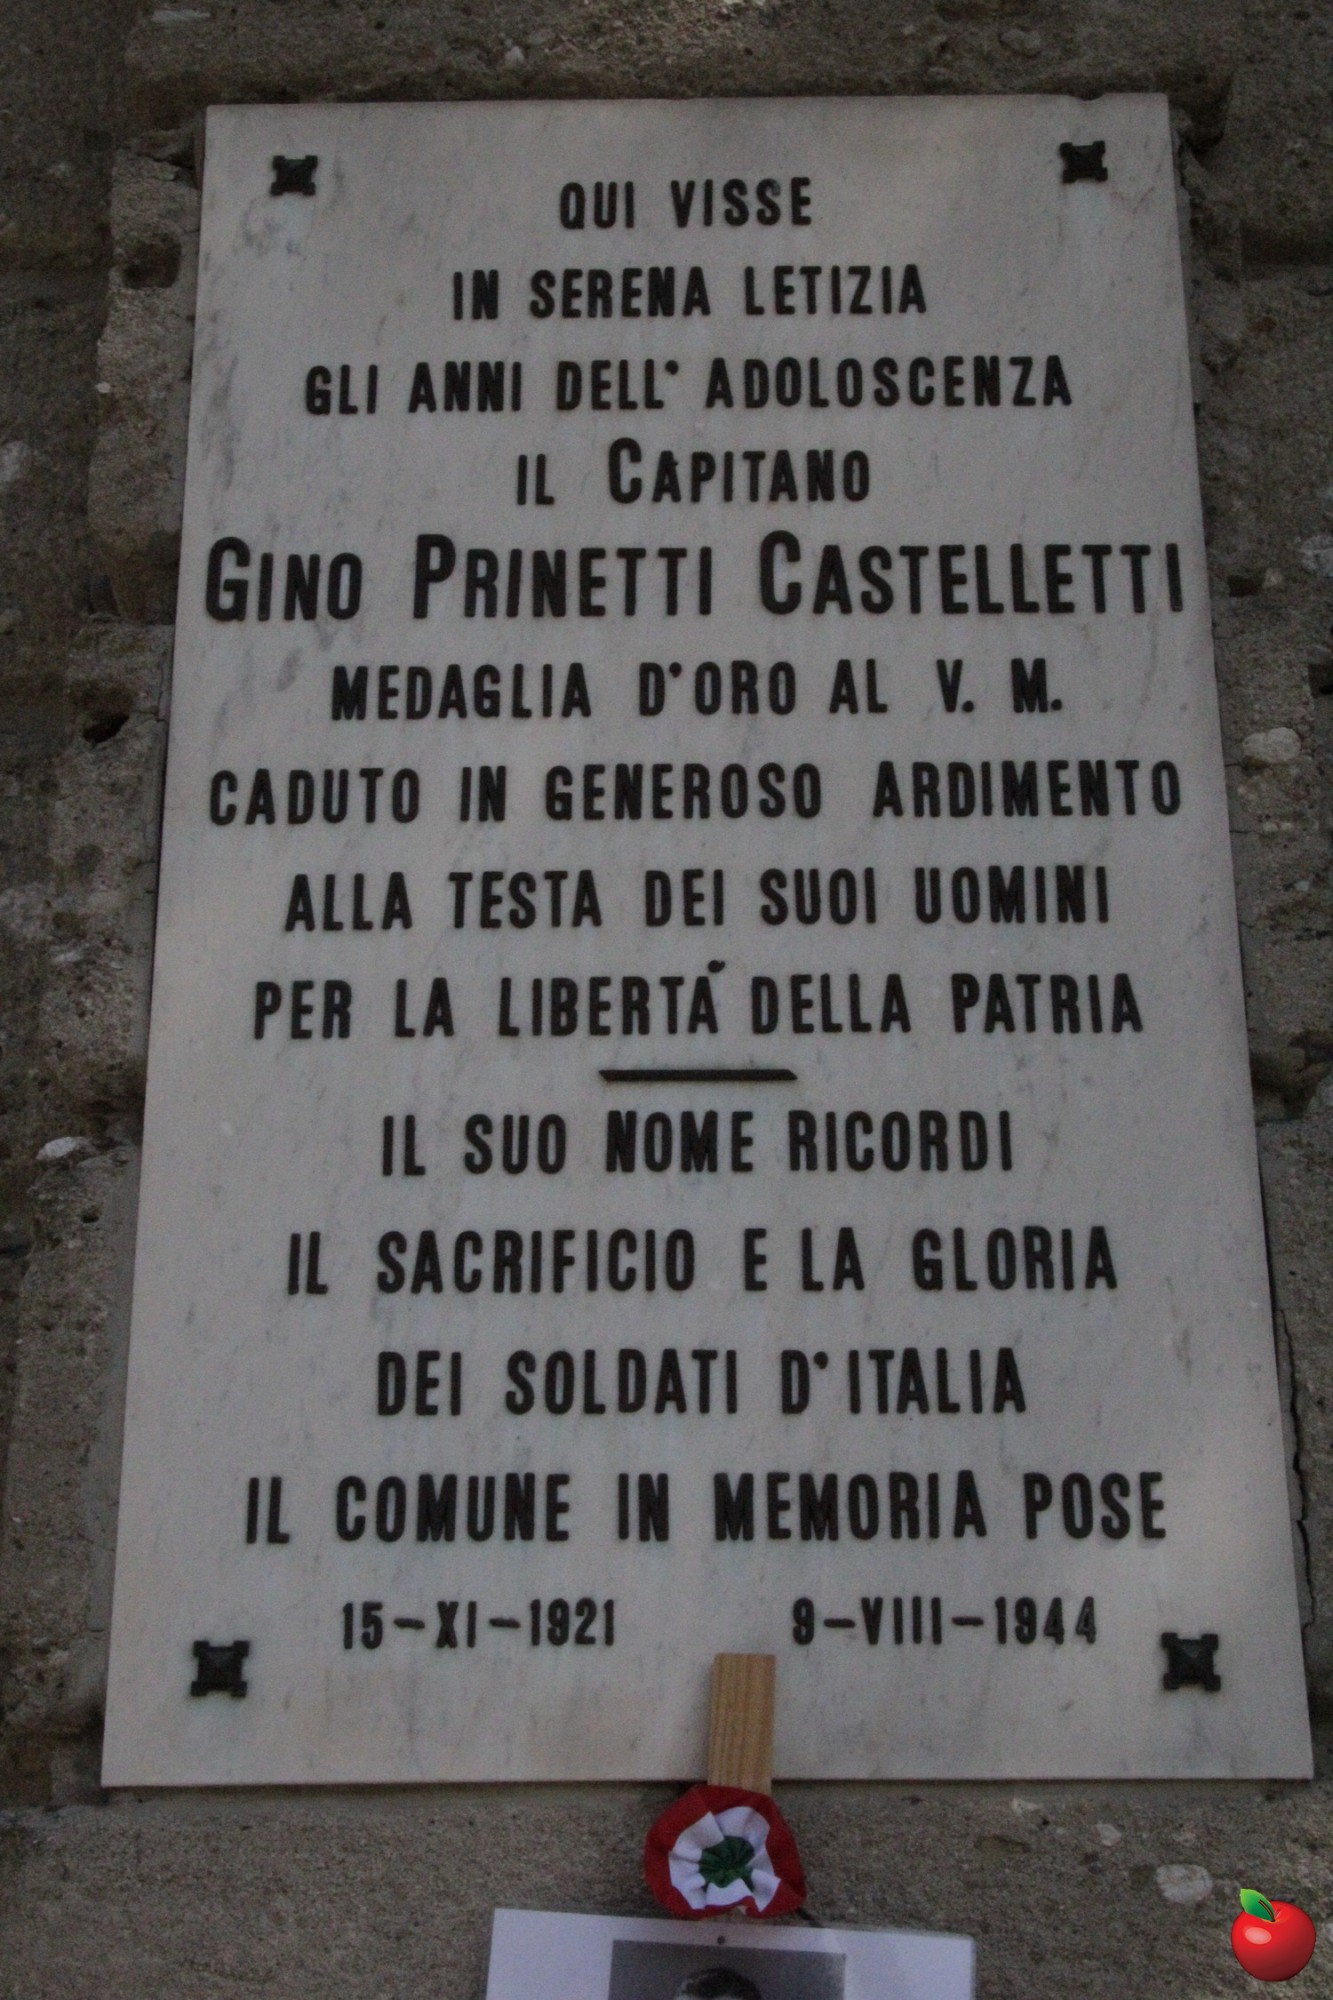 QUI VISSE
IN SERENA LETIZIA
GLI ANNI DELL' ADOLOSCENZA
IL CAPITANO
GINO PRINETTI CASTELLETTI
MEDAGLIA D'ORO AL V. M.
CADUTO IN GENEROSO ARDIMENTO
ALLA TESTA DEI SUOI UOMINI
PER LA LIBERTÁ DELLA PATRIA
IL SUO NOME RICORDI
IL SACRIFICIO E LA GLORIA
DEI SOLDATI D'ITALIA
IL COMUNE IN MEMORIA POSE
15-XI-1921 9-VIII-1944